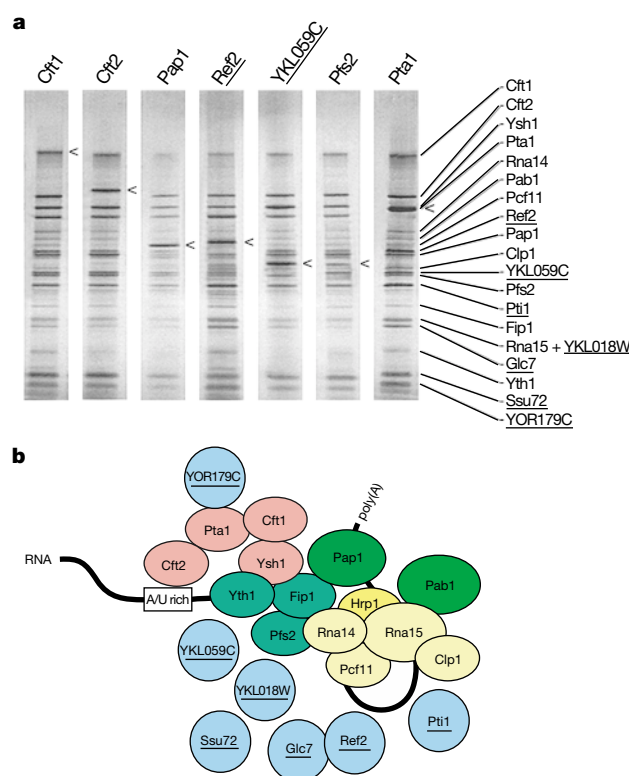 a
Cft1
Cft2
Pap1
Ref2
YKL059C
Pfs2
Pta1
<
<
<
<
<
<
<
Cft1
Cft2
Ysh1
Pta1
Rna14
Pab1
Pcf11
Ref2
Pap1
Clp1
YKL059C
Pfs2
Pti1
Fip1
Rna15 + YKL018W
Glc7
Yth1
Ssu72
YOR179C
b
YOR179C
poly(A)
Cft1
Pta1
RNA
Pap1
Cft2
Ysh1
Pab1
A/U rich
Yth1
Fip1
Hrp1
Pfs2
Rna14
Rna15
YKL059C
Pcf11
Clp1
YKL018W
Pti1
Ssu72
Glc7
Ref2